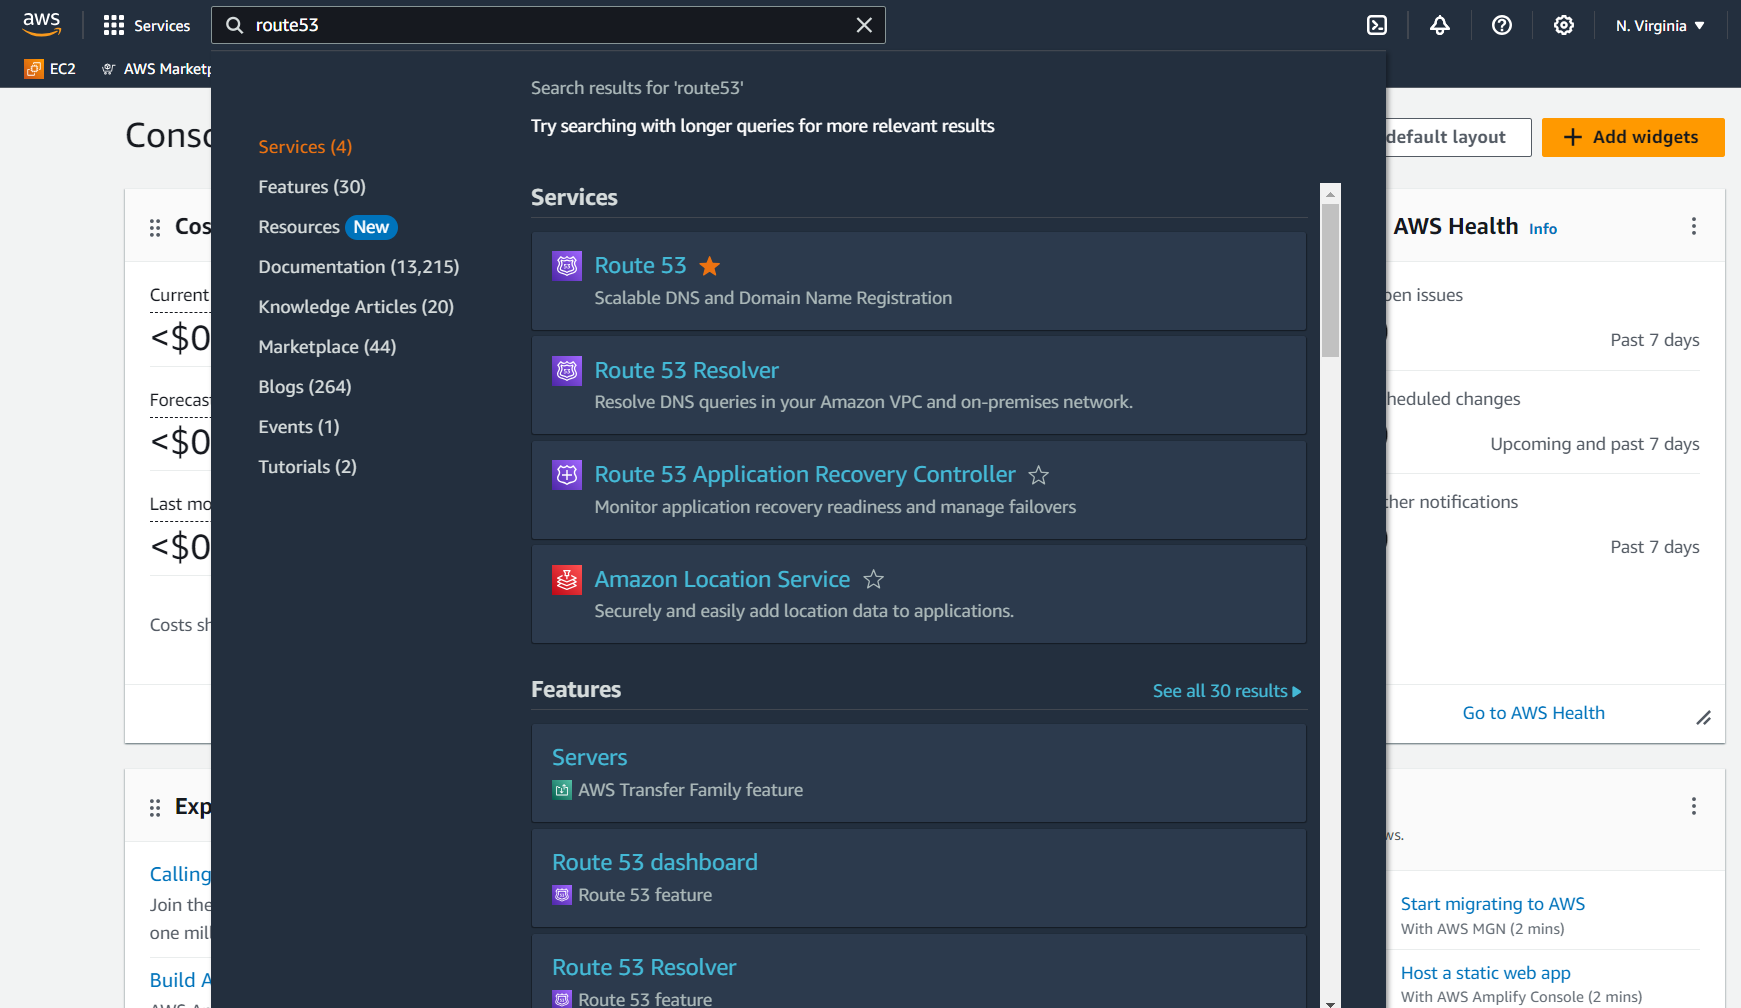 aws
Services
route53
N. Virginia
EC2
AWS Marketp
Search results for 'route53'
Try searching with longer queries for more relevant results
Services (4)
Features (30)
Resources New
Documentation (13,215)
Knowledge Articles (20)
Marketplace (44)
Blogs (264)
Events (1)
Tutorials (2)
Services
Route 53
Scalable DNS and Domain Name Registration
Route 53 Resolver
Resolve DNS queries in your Amazon VPC and on-premises network.
Route 53 Application Recovery Controller
Monitor application recovery readiness and manage failovers
Amazon Location Service
Securely and easily add location data to applications.
Features
See all 30 results
Servers
AWS Transfer Family feature
Route 53 dashboard
Route 53 feature
Route 53 Resolver
Route 53 feature
Conso
default layout
+ Add widgets
Cos
Current
<$0
Forecas
<$0
Last mo
<$0
Costs sh
AWS Health Info
pen issues
Past 7 days
heduled changes
Upcoming and past 7 days
ther notifications
Past 7 days
Go to AWS Health
Exp
Calling
Join the
one mil
Build A
ws.
Start migrating to AWS
With AWS MGN (2 mins)
Host a static web app
With AWS Amplify Console (2 mins)